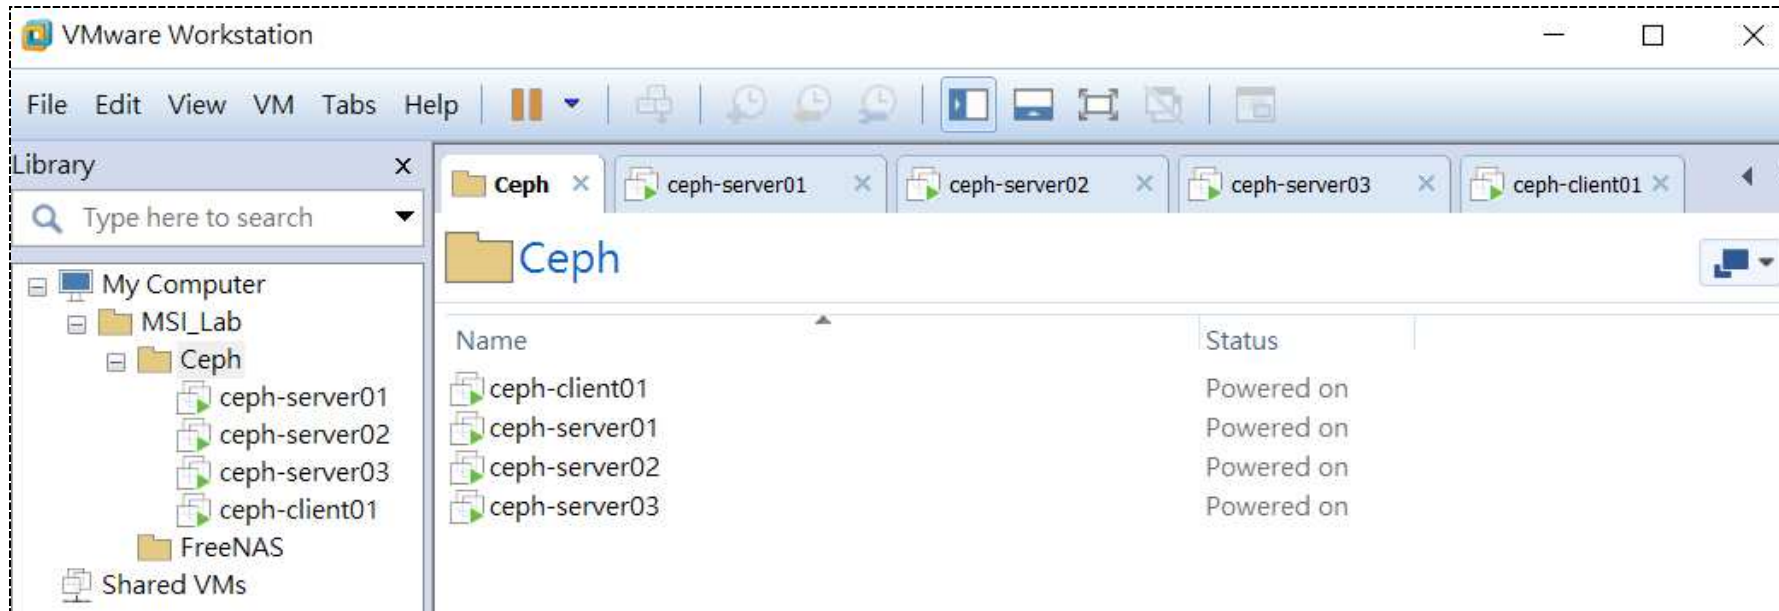 VMware Workstation
File Edit View VM Tabs Help
Library
Type here to search
My Computer
MSI_Lab
Ceph
ceph-server01
ceph-server02
ceph-server03
ceph-client01
FreeNAS
Shared VMs
Ceph ceph-server01 ceph-server02 ceph-server03 ceph-client01
Ceph
Name Status
ceph-client01 Powered on
ceph-server01 Powered on
ceph-server02 Powered on
ceph-server03 Powered on